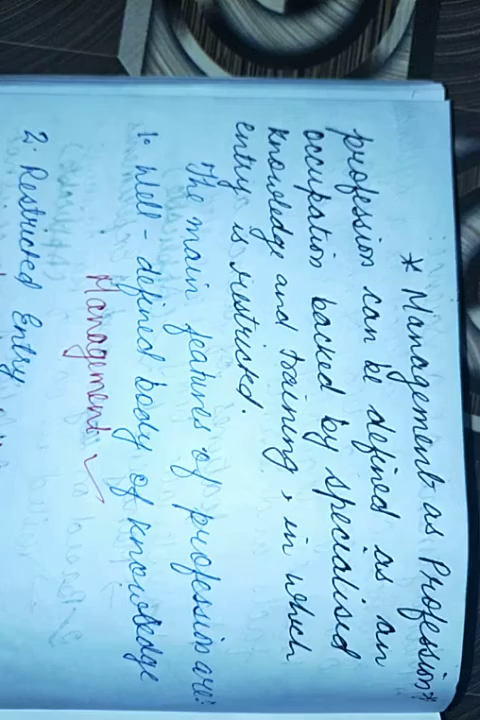 * Management as Profession *
profession can be defined as an
occupation backed by specialised
knowledge and training, in which
entry is restricted.
The main features of profession are:
1. Well-defined body of knowledge
Management ✓
2. Restricted Entry